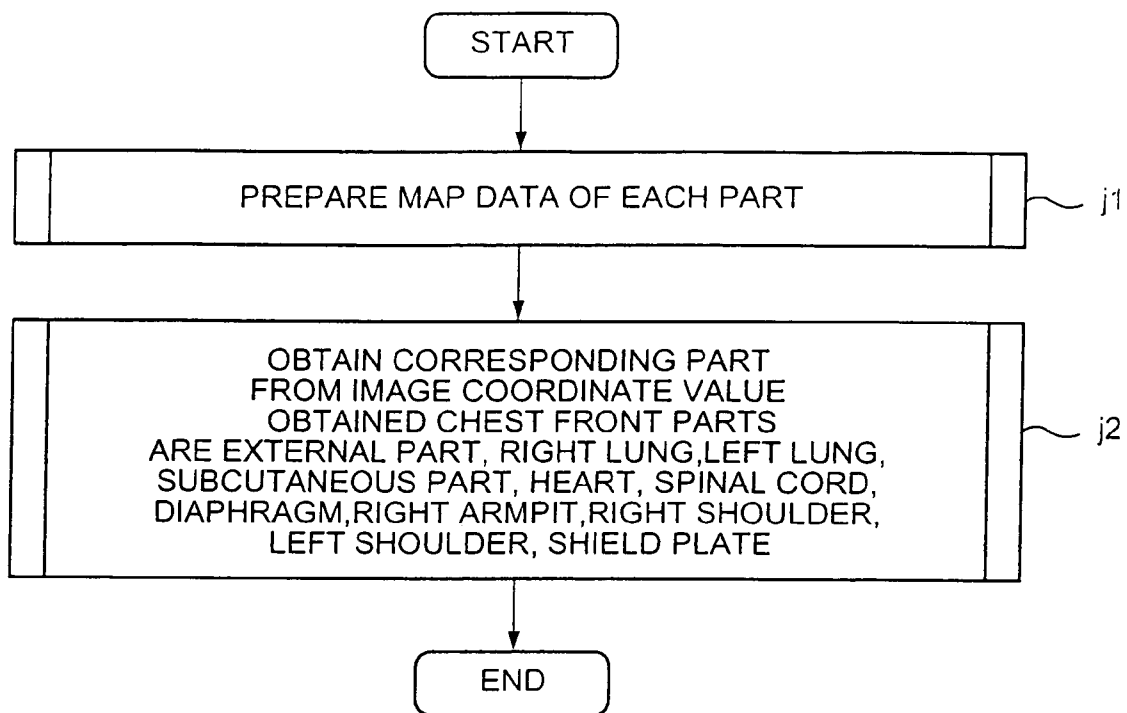 START
PREPARE MAP DATA OF EACH PART
j1
OBTAIN CORRESPONDING PART
FROM IMAGE COORDINATE VALUE
OBTAINED CHEST FRONT PARTS
ARE EXTERNAL PART, RIGHT LUNG,LEFT LUNG,
SUBCUTANEOUS PART, HEART, SPINAL CORD,
DIAPHRAGM,RIGHT ARMPIT,RIGHT SHOULDER,
LEFT SHOULDER, SHIELD PLATE
j2
END